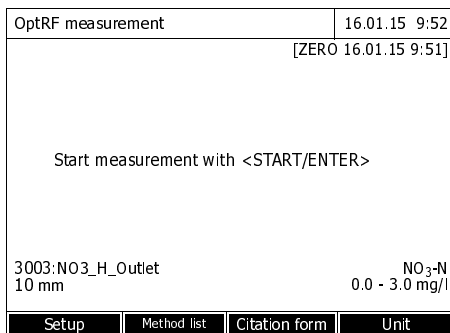 OptRF measurement 16.01.15 9:52
[ZERO 16.01.15 9:51]
Start measurement with <START/ENTER>
3003:NO3_H_Outlet NO₃-N
10 mm 0.0 - 3.0 mg/l
Setup Method list Citation form Unit